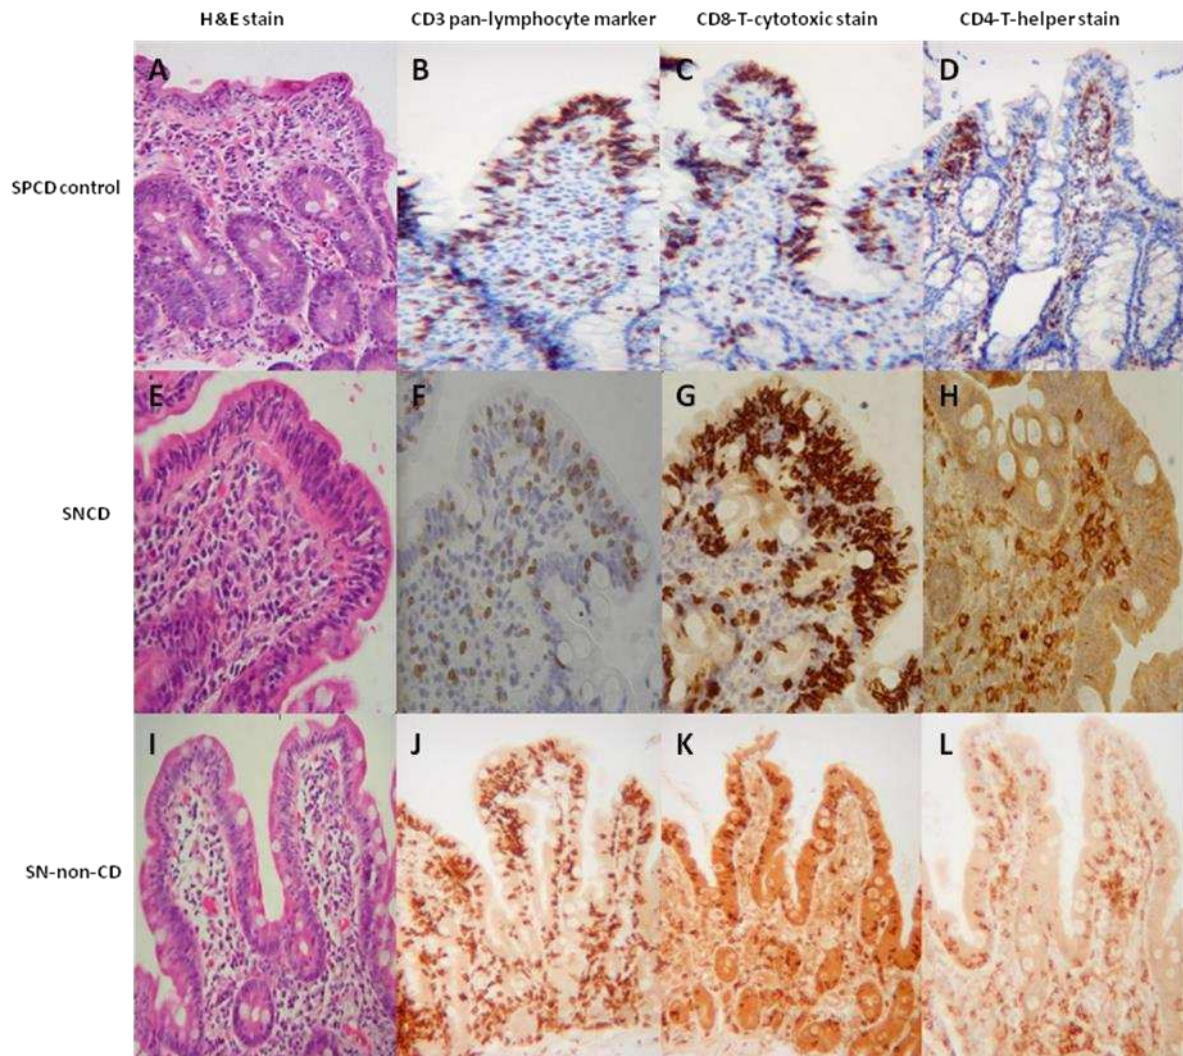 H&E stain
CD3 pan-lymphocyte marker
CD8-T-cytotoxic stain
CD4-T-helper stain
SPCD control
A
B
C
D
SNCD
E
F
G
H
SN-non-CD
I
J
K
L